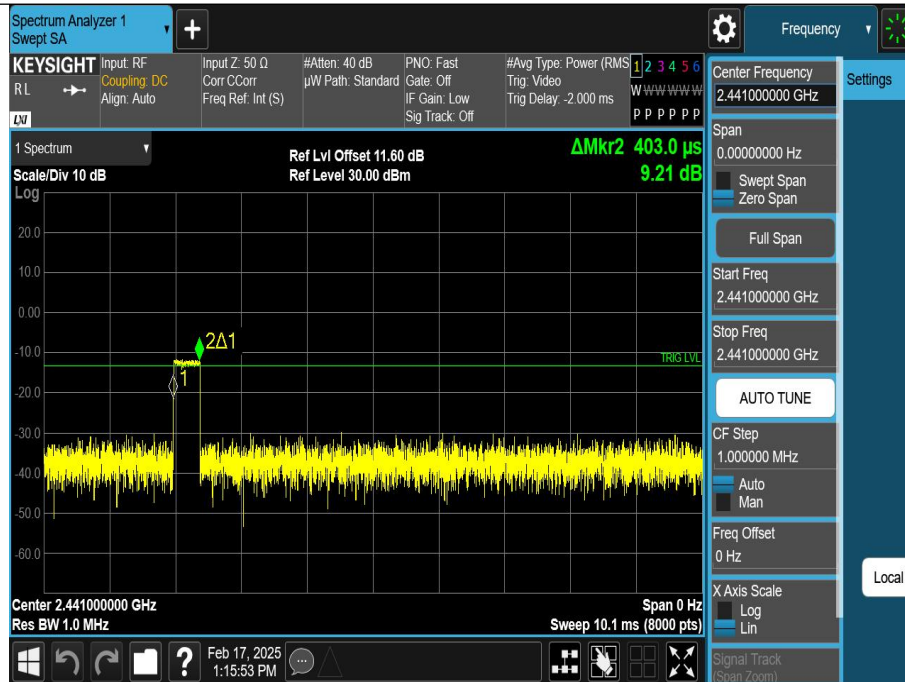 Spectrum Analyzer 1
Swept SA
Frequency
KEYSIGHT
RL
LXI
Input: RF
Coupling: DC
Align: Auto
Input Z: 50 Ω
Corr CCorr
Freq Ref: Int (S)
#Atten: 40 dB
µW Path: Standard
PNO: Fast
Gate: Off
IF Gain: Low
Sig Track: Off
#Avg Type: Power (RMS
Trig: Video
Trig Delay: -2.000 ms
1 2 3 4 5 6
W W W W W W
P P P P P P
1 Spectrum
Scale/Div 10 dB
Log
Ref Lvl Offset 11.60 dB
Ref Level 30.00 dBm
ΔMkr2 403.0 µs
9.21 dB
20.0
10.0
0.00
-10.0
-20.0
-30.0
-40.0
-50.0
-60.0
2Δ1
1
TRIG LVL
Center 2.441000000 GHz
Res BW 1.0 MHz
Span 0 Hz
Sweep 10.1 ms (8000 pts)
Feb 17, 2025
1:15:53 PM
Center Frequency
2.441000000 GHz
Span
0.00000000 Hz
Swept Span
Zero Span
Full Span
Start Freq
2.441000000 GHz
Stop Freq
2.441000000 GHz
AUTO TUNE
CF Step
1.000000 MHz
Auto
Man
Freq Offset
0 Hz
X Axis Scale
Log
Lin
Signal Track
(Span Zoom)
Settings
Local